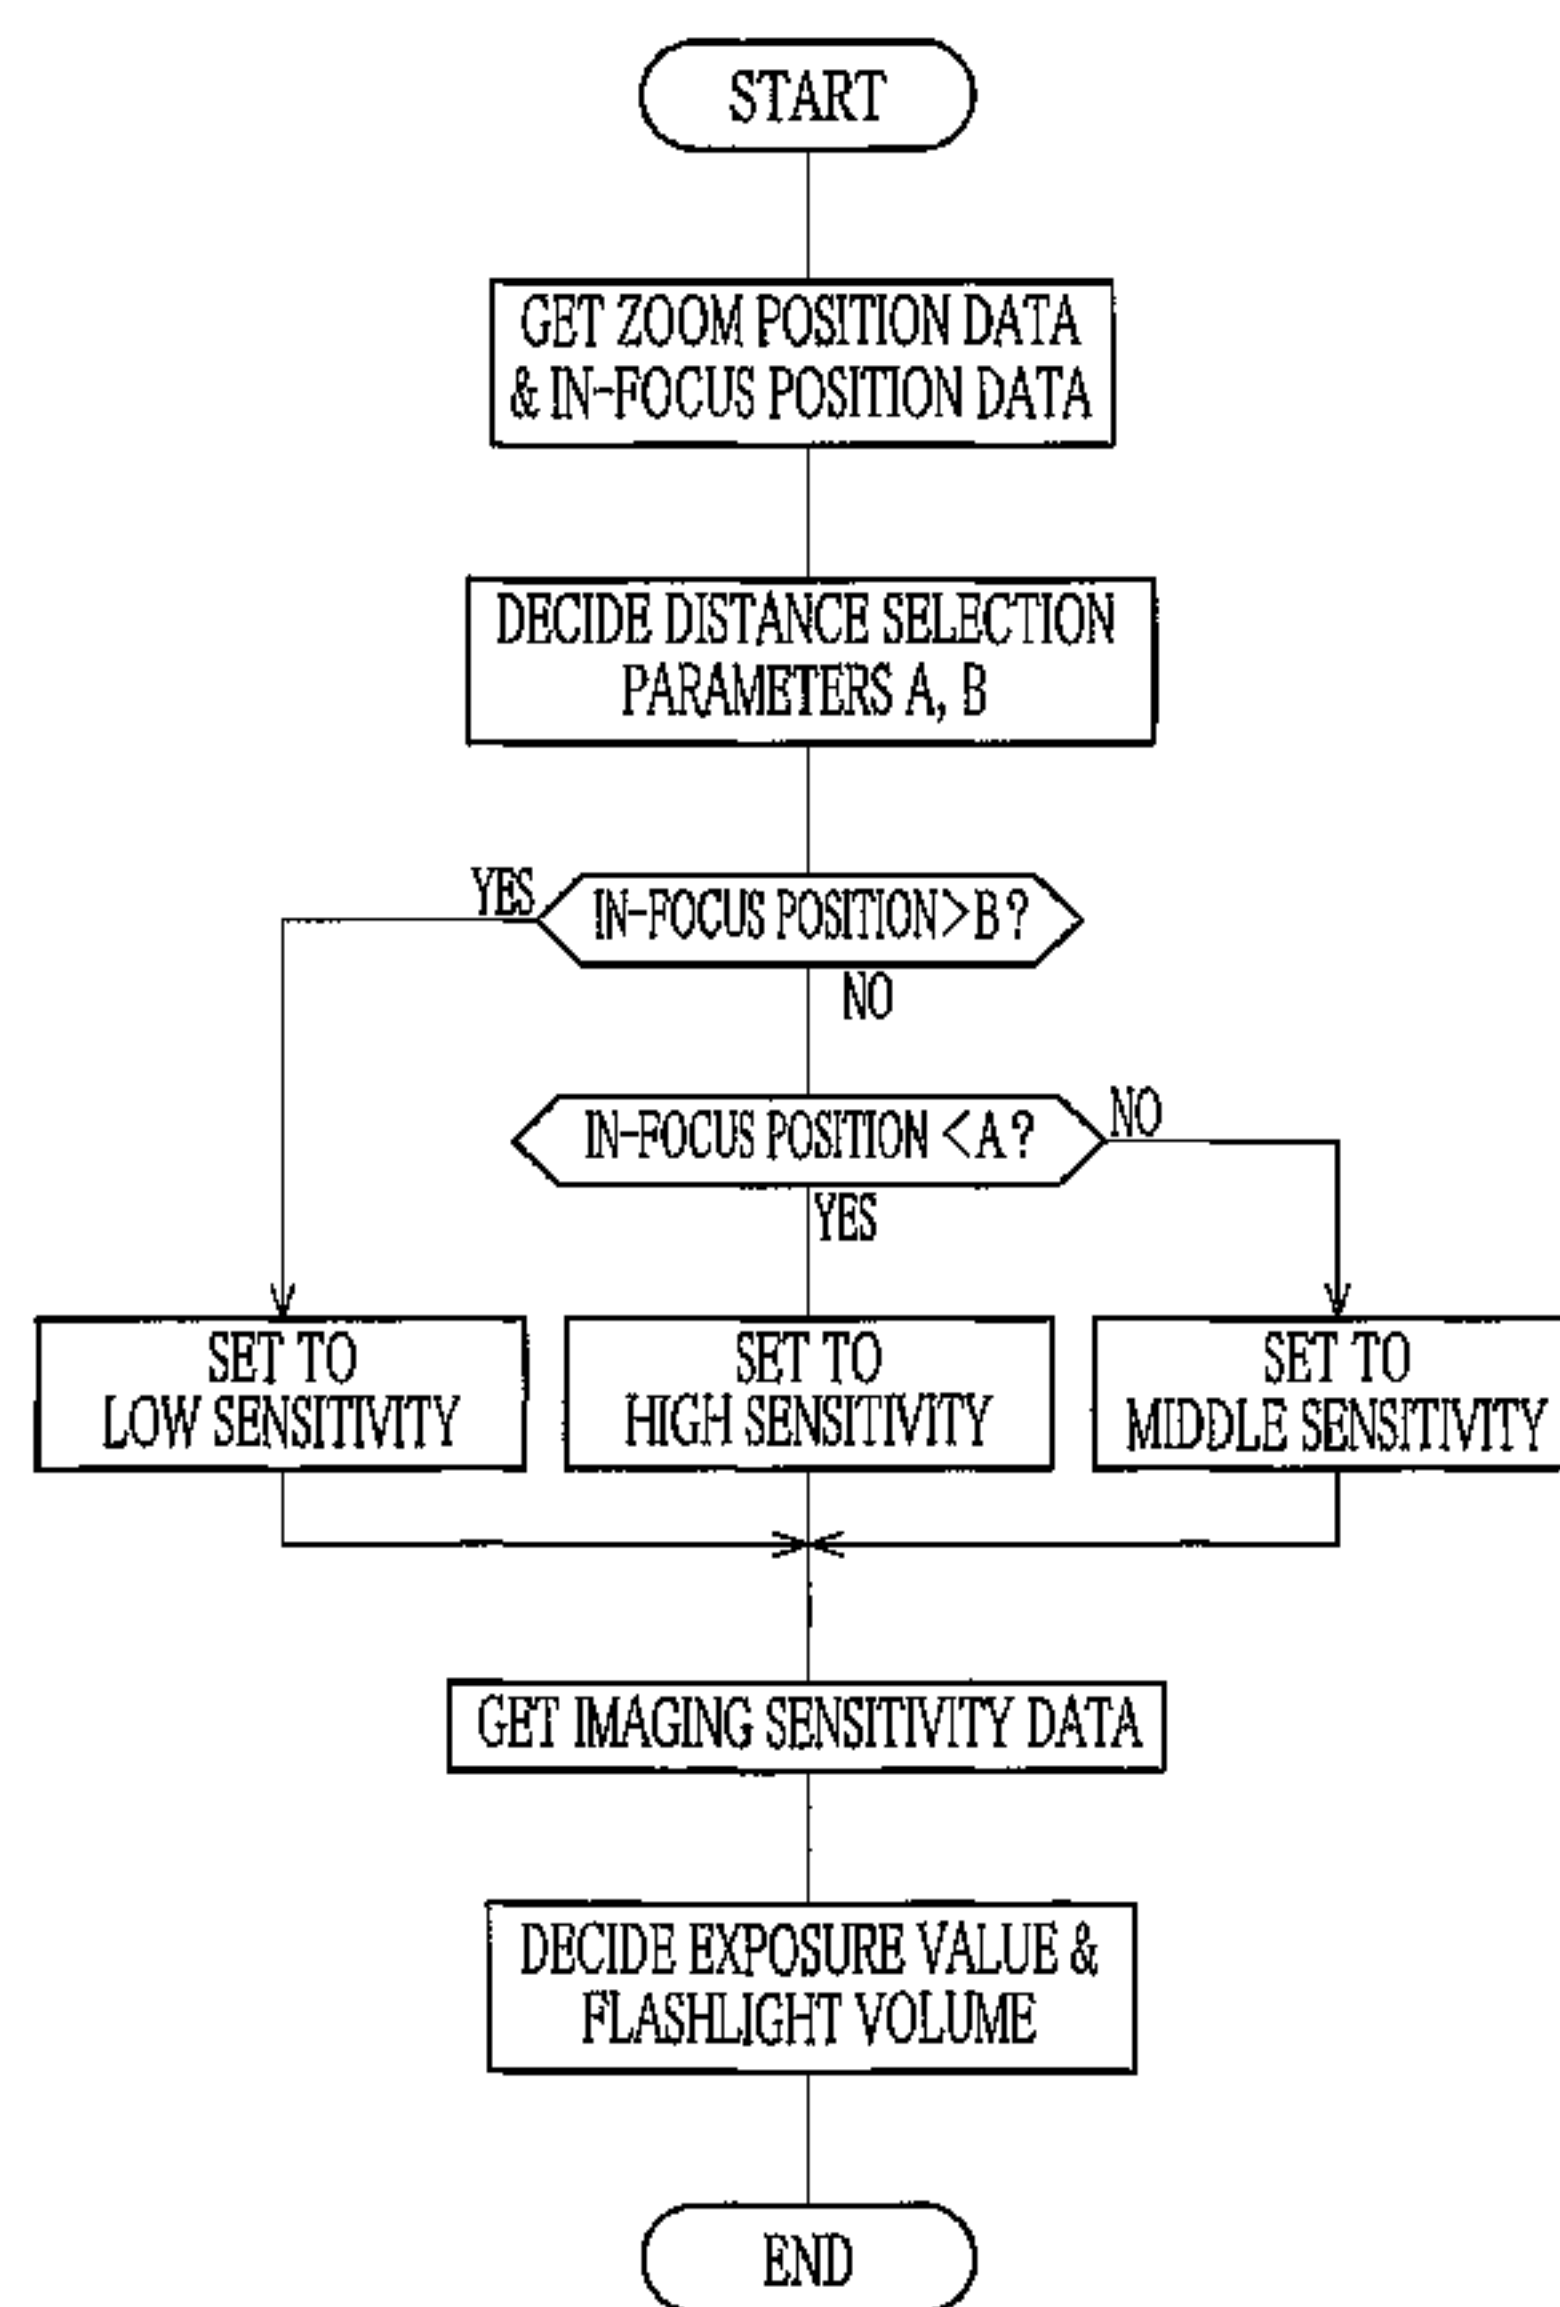 START
GET ZOOM POSITION DATA
& IN-FOCUS POSITION DATA
DECIDE DISTANCE SELECTION
PARAMETERS A, B
YES
IN-FOCUS POSITION>B?
NO
IN-FOCUS POSITION <A?
NO
YES
SET TO
LOW SENSITIVITY
SET TO
HIGH SENSITIVITY
SET TO
MIDDLE SENSITIVITY
GET IMAGING SENSITIVITY DATA
DECIDE EXPOSURE VALUE &
FLASHLIGHT VOLUME
END